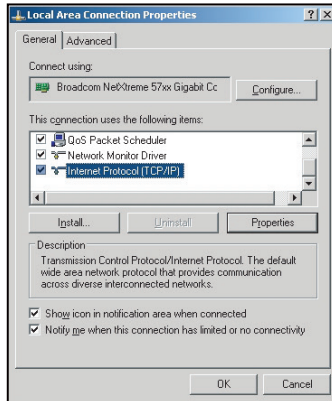 Local Area Connection Properties
General Advanced
Connect using:
Broadcom NetXtreme 57xx Gigabit Cc Configure...
This connection uses the following items:
QoS Packet Scheduler
Network Monitor Driver
Internet Protocol (TCP/IP)
Install... Uninstall Properties
Description
Transmission Control Protocol/Internet Protocol. The default
wide area network protocol that provides communication
across diverse interconnected networks.
Show icon in notification area when connected
Notify me when this connection has limited or no connectivity
OK Cancel